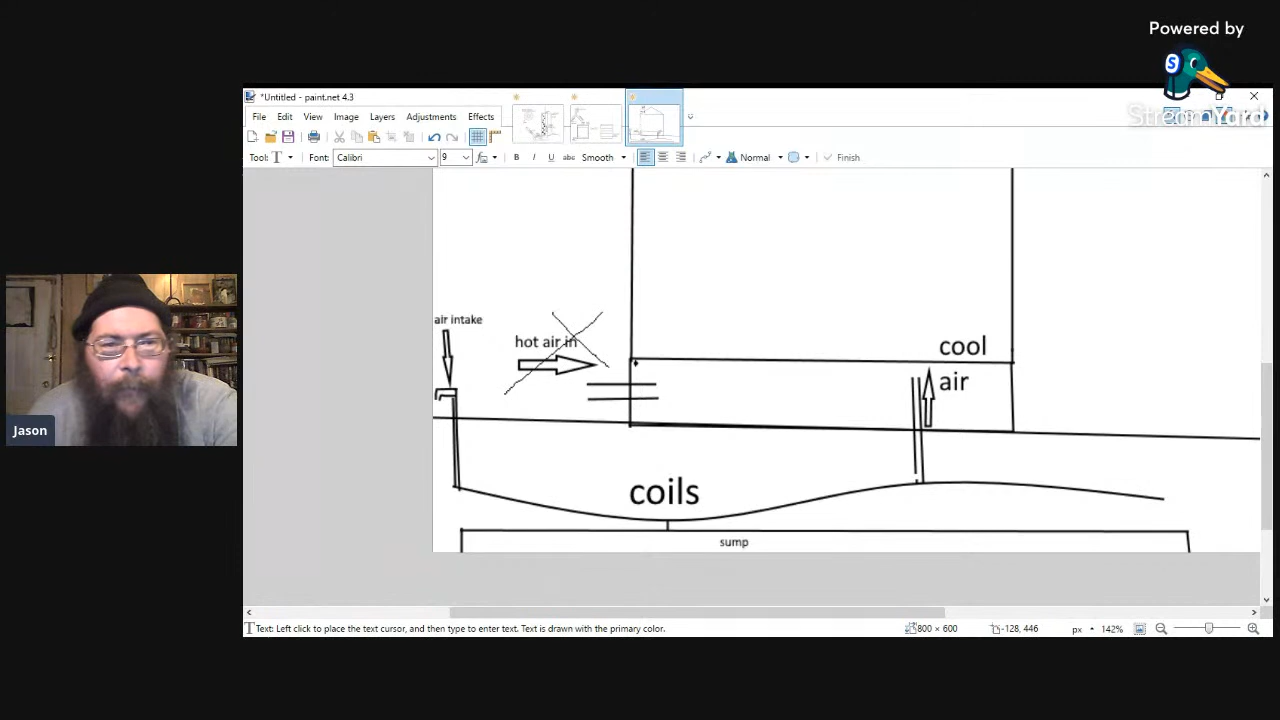 Powered by
StreamYard
*Untitled - paint.net 4.3
File Edit View Image Layers Adjustments Effects
Tool: T Font: Calibri 9 fx B I U abc Smooth Normal Finish
air intake
hot air in
cool
air
Jason
coils
sump
Text: Left click to place the text cursor, and then type to enter text. Text is drawn with the primary color. 800 × 600 -128, 446 px 142%